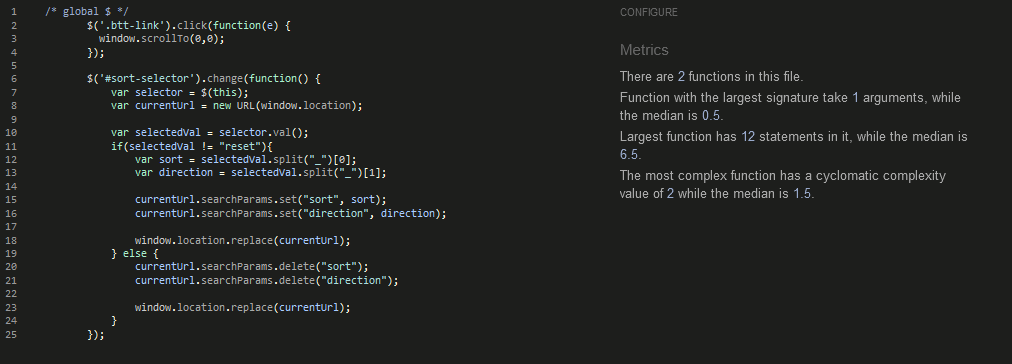 1 /* global $ */
2 $('.btt-link').click(function(e) {
3 window.scrollTo(0,0);
4 });
5
6 $('#sort-selector').change(function() {
7 var selector = $(this);
8 var currentUrl = new URL(window.location);
9
10 var selectedVal = selector.val();
11 if(selectedVal != "reset"){
12 var sort = selectedVal.split("_")[0];
13 var direction = selectedVal.split("_")[1];
14
15 currentUrl.searchParams.set("sort", sort);
16 currentUrl.searchParams.set("direction", direction);
17
18 window.location.replace(currentUrl);
19 } else {
20 currentUrl.searchParams.delete("sort");
21 currentUrl.searchParams.delete("direction");
22
23 window.location.replace(currentUrl);
24 }
25 });
CONFIGURE
Metrics
There are 2 functions in this file.
Function with the largest signature take 1 arguments, while
the median is 0.5.
Largest function has 12 statements in it, while the median is
6.5.
The most complex function has a cyclomatic complexity
value of 2 while the median is 1.5.